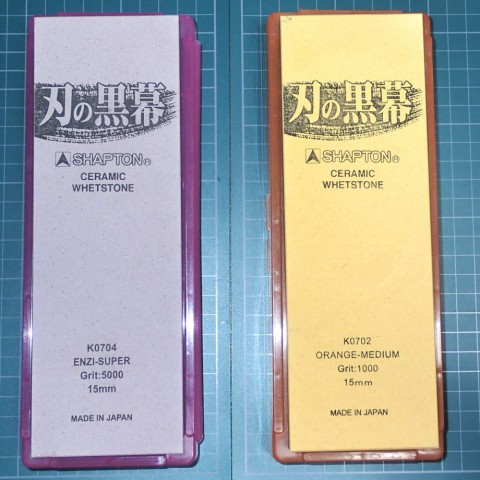 刃の黒幕
SHAPTON®
CERAMIC
WHETSTONE
K0704
ENZI-SUPER
Grit:5000
15mm
MADE IN JAPAN
刃の黒幕
SHAPTON®
CERAMIC
WHETSTONE
K0702
ORANGE-MEDIUM
Grit:1000
15mm
MADE IN JAPAN